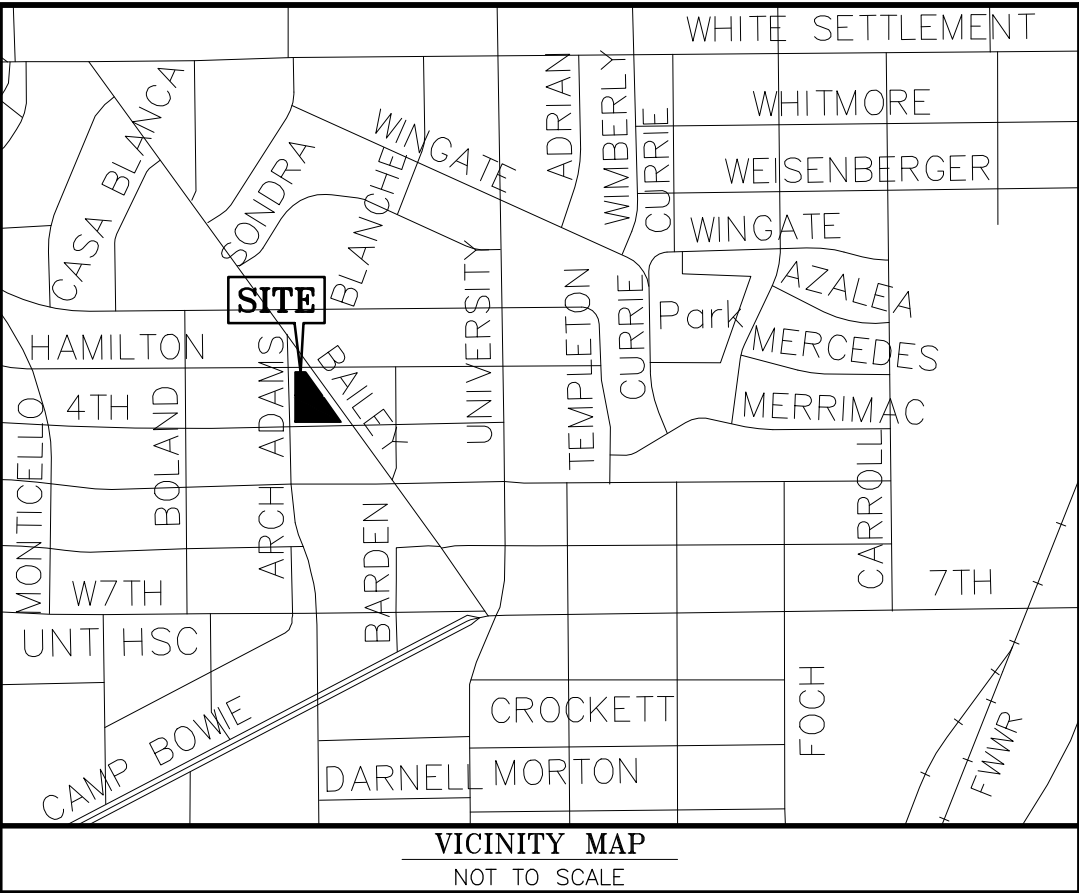 WHITE SETTLEMENT
CASA BLANCA
SONDRA
WINGATE
BLANCHE
ADRIAN
WIMBERLY
CURRIE
WHITMORE
WEISENBERGER
WINGATE
AZALEA
SITE
UNIVERSITY
TEMPLETON
CURRIE
Park
MERCEDES
HAMILTON
BAILEY
4TH
BOLAND
ARCH ADAMS
MERRIMAC
MONTICELLO
BARDEN
CARROLL
W7TH
7TH
UNT HSC
CAMP BOWIE
CROCKETT
FOCH
FWWR
DARNELL
MORTON
VICINITY MAP
NOT TO SCALE